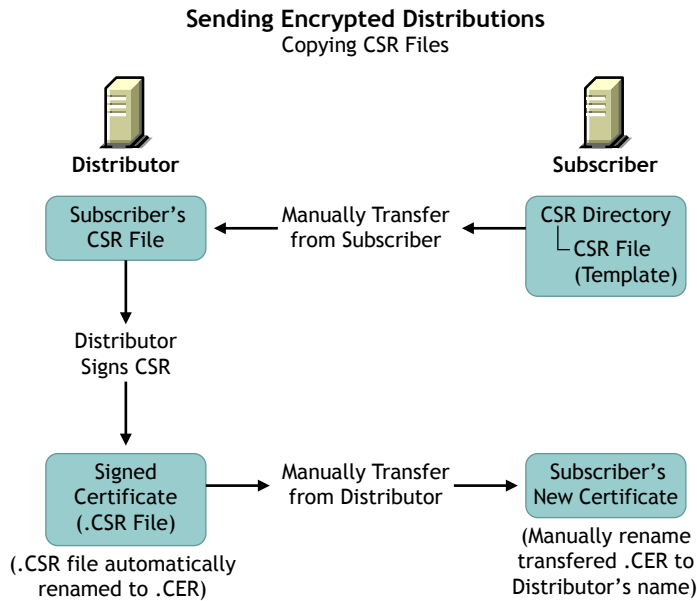 Sending Encrypted Distributions
Copying CSR Files
Distributor
Subscriber
Subscriber's
CSR File
Manually Transfer
from Subscriber
CSR Directory
CSR File
(Template)
Distributor
Signs CSR
Signed
Certificate
(.CSR File)
Manually Transfer
from Distributor
Subscriber's
New Certificate
(.CSR file automatically
renamed to .CER)
(Manually rename
transfered .CER to
Distributor's name)